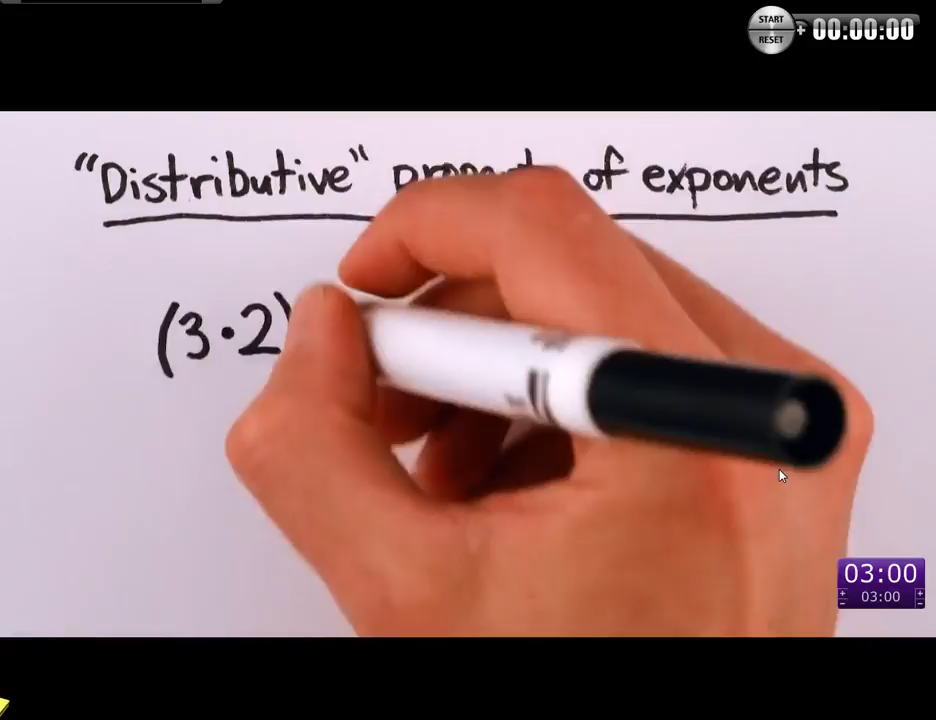 START
RESET
+ 00:00:00
"Distributive" of exponents
(3·2)
03:00
+ 03:00 +